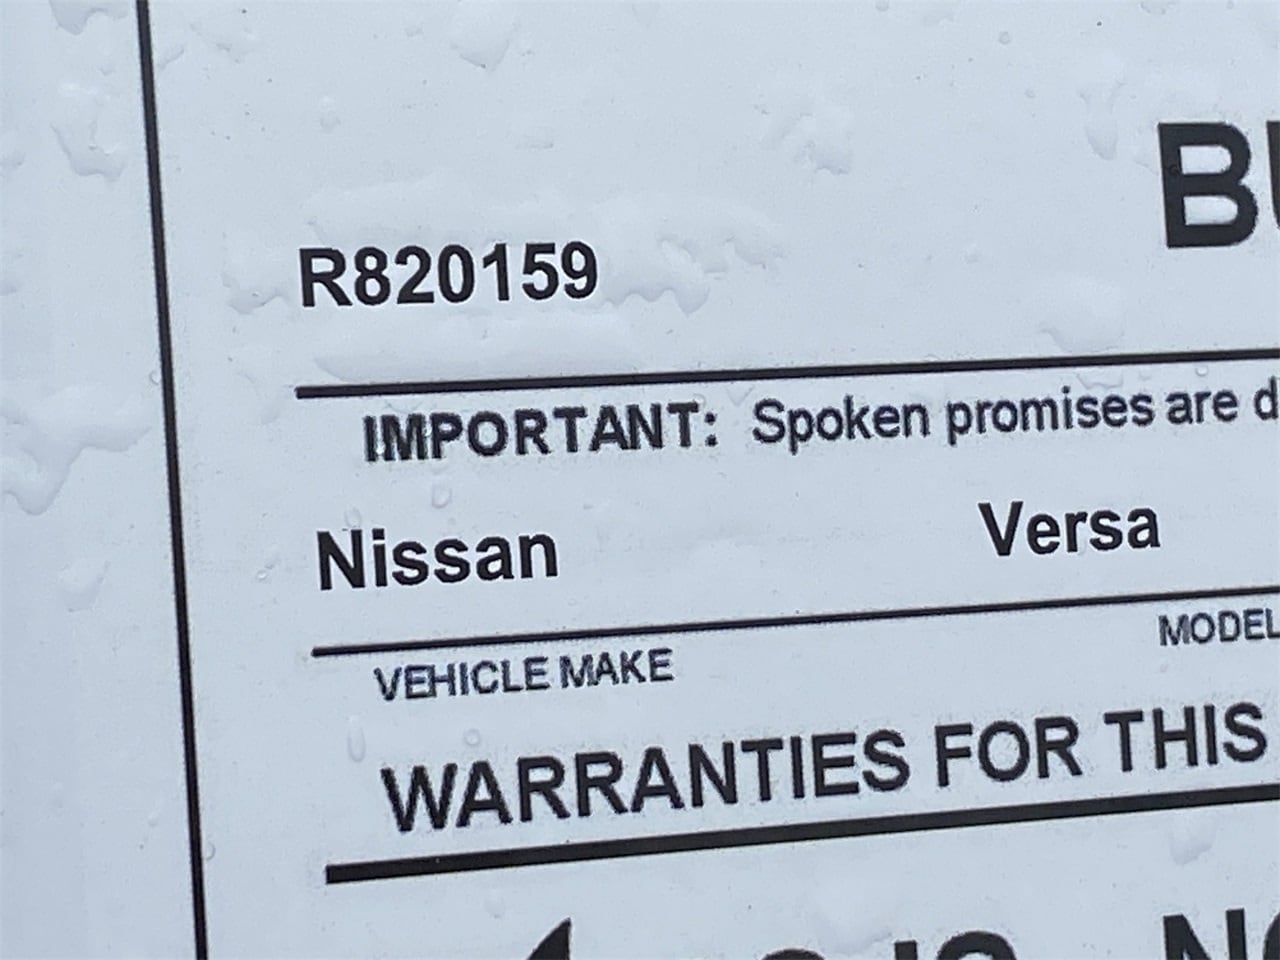 R820159
IMPORTANT: Spoken promises are
Nissan Versa
VEHICLE MAKE MODEL
WARRANTIES FOR THIS